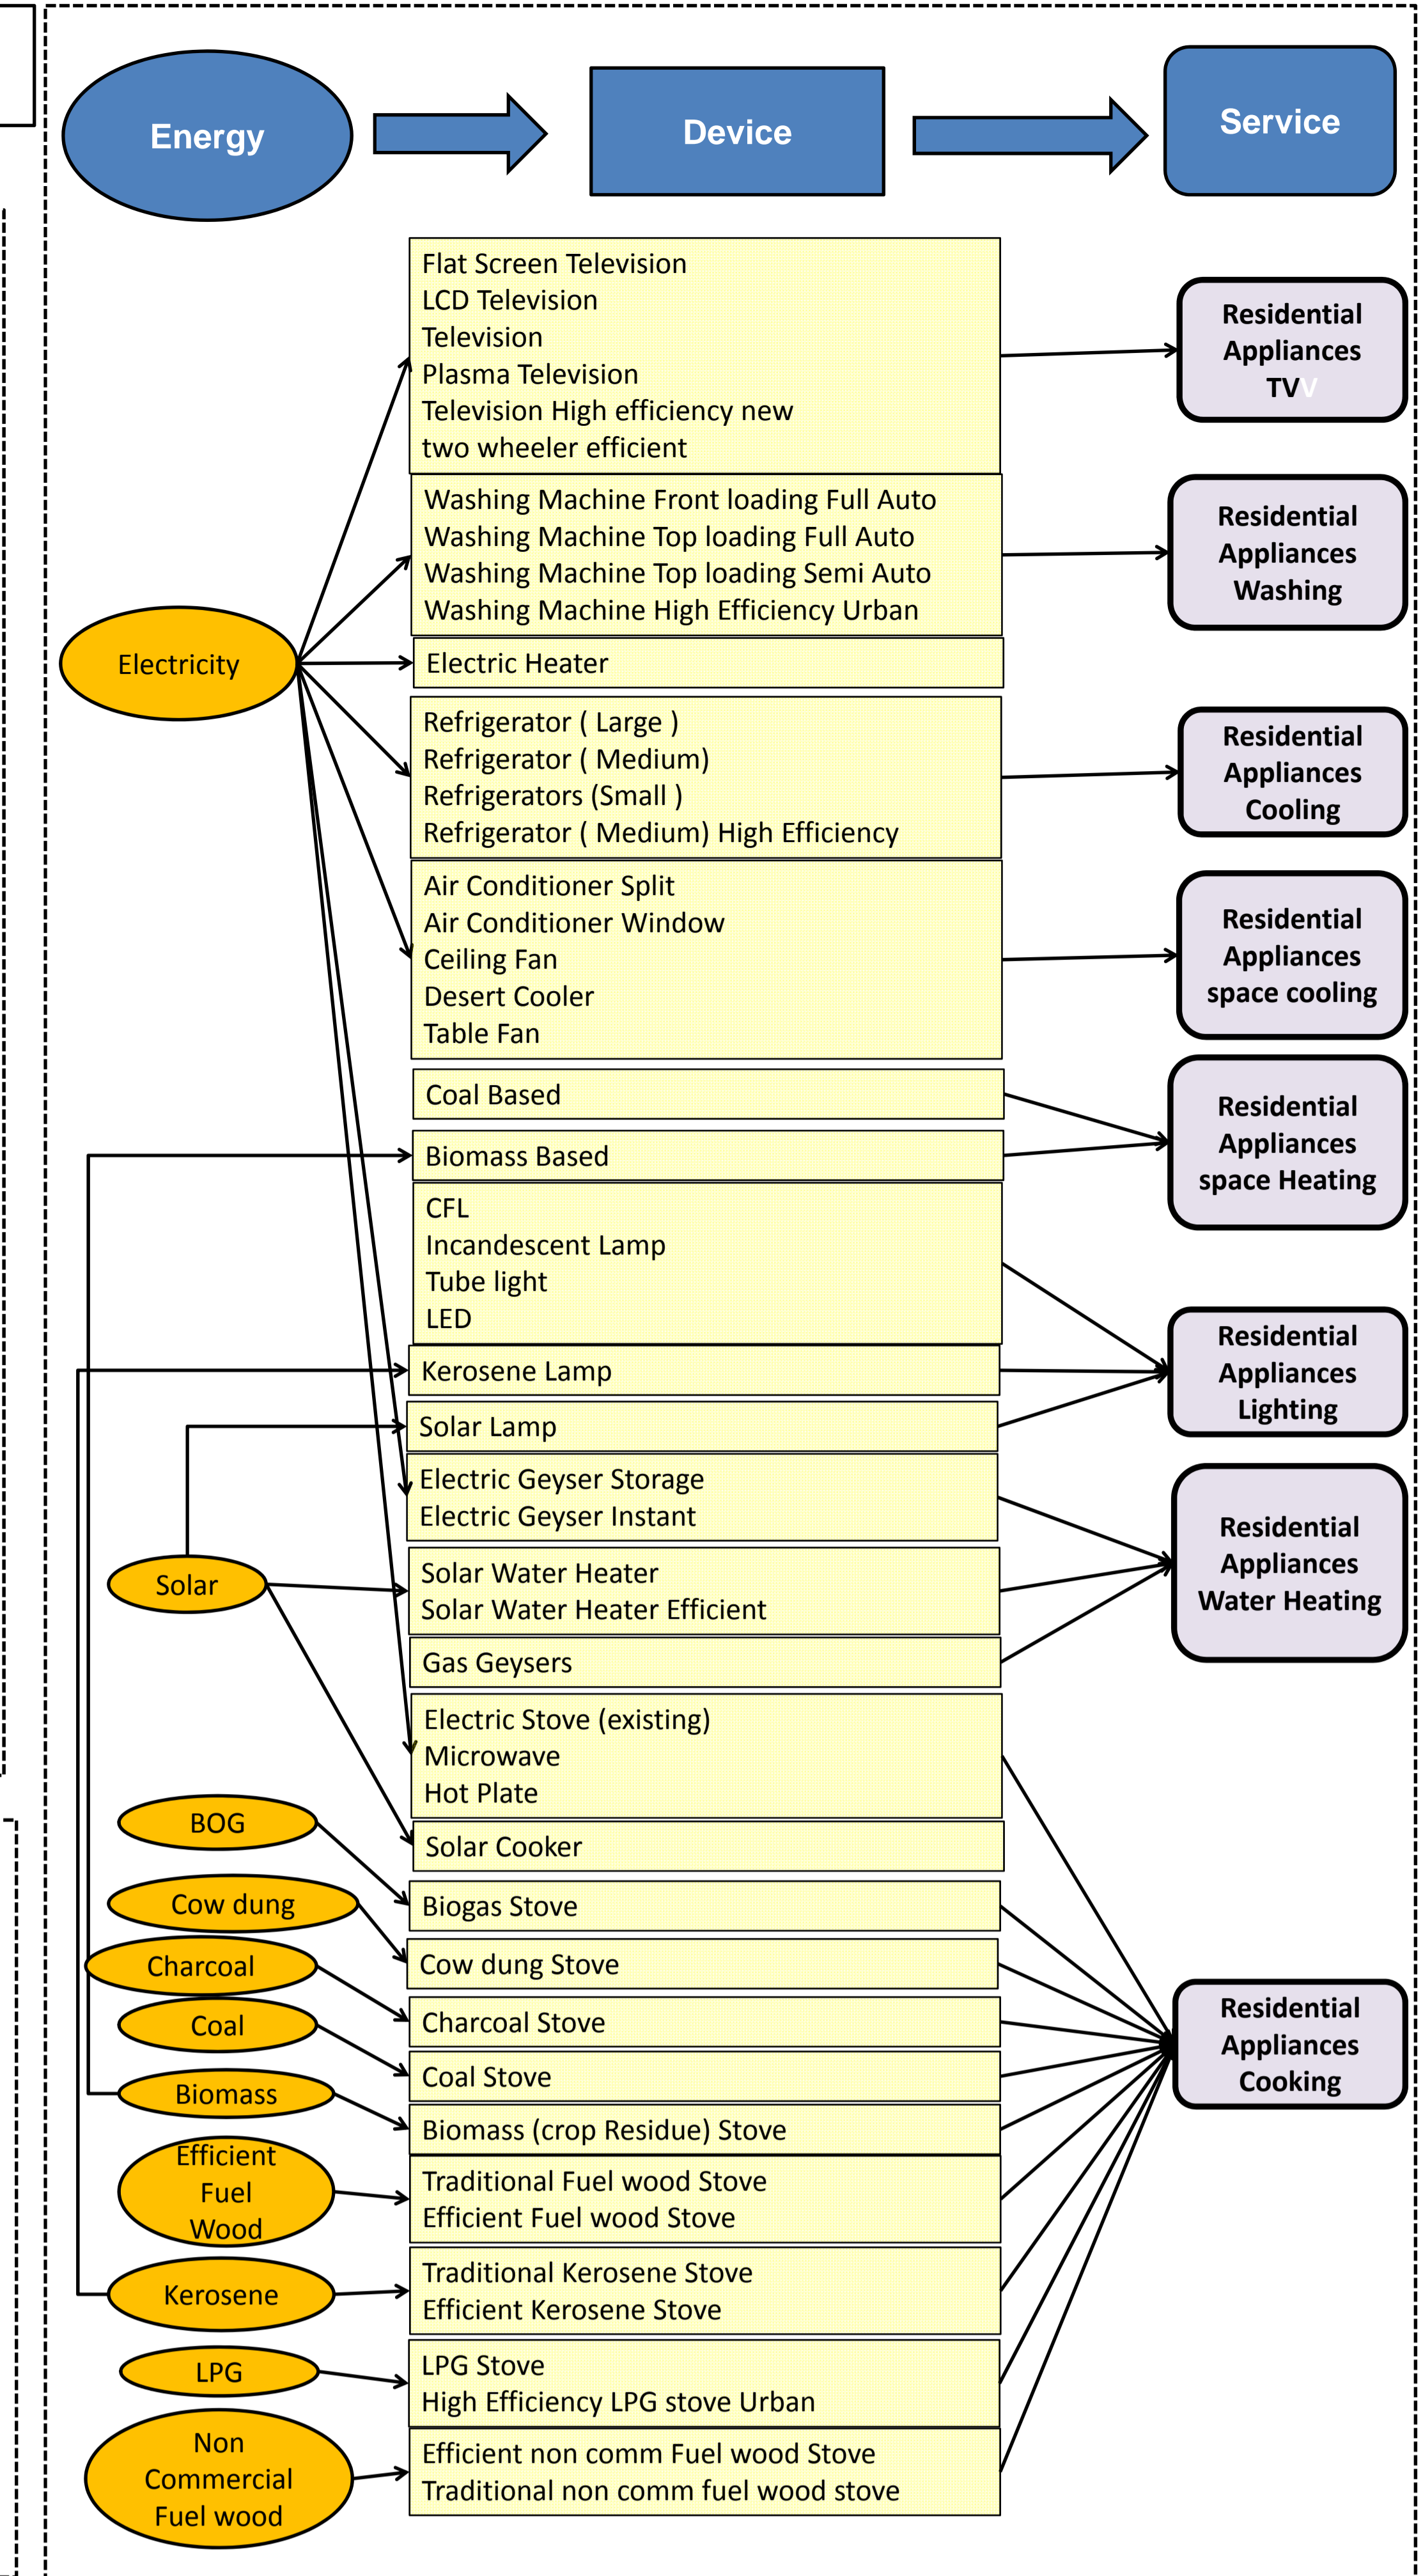 Energy
Device
Service
Flat Screen Television
LCD Television
Television
Plasma Television
Television High efficiency new
two wheeler efficient
Residential
Appliances
TVV
Washing Machine Front loading Full Auto
Washing Machine Top loading Full Auto
Washing Machine Top loading Semi Auto
Washing Machine High Efficiency Urban
Residential
Appliances
Washing
Electricity
Electric Heater
Refrigerator ( Large )
Refrigerator ( Medium)
Refrigerators (Small )
Refrigerator ( Medium) High Efficiency
Residential
Appliances
Cooling
Air Conditioner Split
Air Conditioner Window
Ceiling Fan
Desert Cooler
Table Fan
Residential
Appliances
space cooling
Coal Based
Biomass Based
Residential
Appliances
space Heating
CFL
Incandescent Lamp
Tube light
LED
Kerosene Lamp
Solar Lamp
Residential
Appliances
Lighting
Electric Geyser Storage
Electric Geyser Instant
Solar
Solar Water Heater
Solar Water Heater Efficient
Gas Geysers
Residential
Appliances
Water Heating
Electric Stove (existing)
Microwave
Hot Plate
Solar Cooker
BOG
Biogas Stove
Cow dung
Cow dung Stove
Charcoal
Charcoal Stove
Coal
Coal Stove
Residential
Appliances
Cooking
Biomass
Biomass (crop Residue) Stove
Efficient
Fuel
Wood
Traditional Fuel wood Stove
Efficient Fuel wood Stove
Kerosene
Traditional Kerosene Stove
Efficient Kerosene Stove
LPG
LPG Stove
High Efficiency LPG stove Urban
Non
Commercial
Fuel wood
Efficient non comm Fuel wood Stove
Traditional non comm fuel wood stove